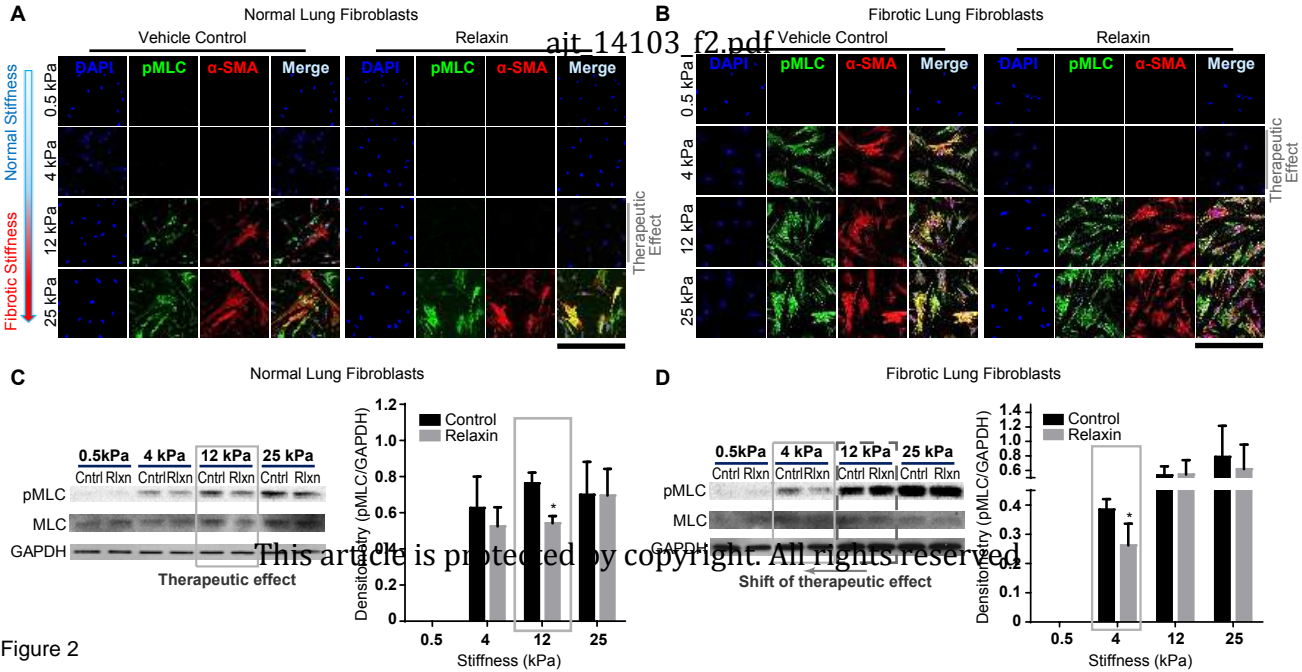 A
Normal Lung Fibroblasts
Vehicle Control
Relaxin
DAPI pMLC α-SMA Merge DAPI pMLC α-SMA Merge
Normal Stiffness
Fibrotic Stiffness
0.5 kPa
4 kPa
12 kPa
25 kPa
Therapeutic
Effect
ajt_14103_f2.pdf
B
Fibrotic Lung Fibroblasts
Vehicle Control
Relaxin
DAPI pMLC α-SMA Merge DAPI pMLC α-SMA Merge
0.5 kPa
4 kPa
12 kPa
25 kPa
Therapeutic
Effect
C
Normal Lung Fibroblasts
0.5kPa 4 kPa 12 kPa 25 kPa
Cntrl Rlxn Cntrl Rlxn Cntrl Rlxn Cntrl Rlxn
pMLC
MLC
GAPDH
Therapeutic effect
Densitometry (pMLC/GAPDH)
1.2
1.0
0.8
0.6
0.4
0.2
0
Control
Relaxin
*
0.5 4 12 25
Stiffness (kPa)
D
Fibrotic Lung Fibroblasts
0.5kPa 4 kPa 12 kPa 25 kPa
Cntrl Rlxn Cntrl Rlxn Cntrl Rlxn Cntrl Rlxn
pMLC
MLC
GAPDH
Shift of therapeutic effect
Densitometry (pMLC/GAPDH)
1.4
1.2
1.0
0.8
0.6
0.4
0.3
0.2
0.1
0
Control
Relaxin
*
0.5 4 12 25
Stiffness (kPa)
This article is protected by copyright. All rights reserved.
Figure 2